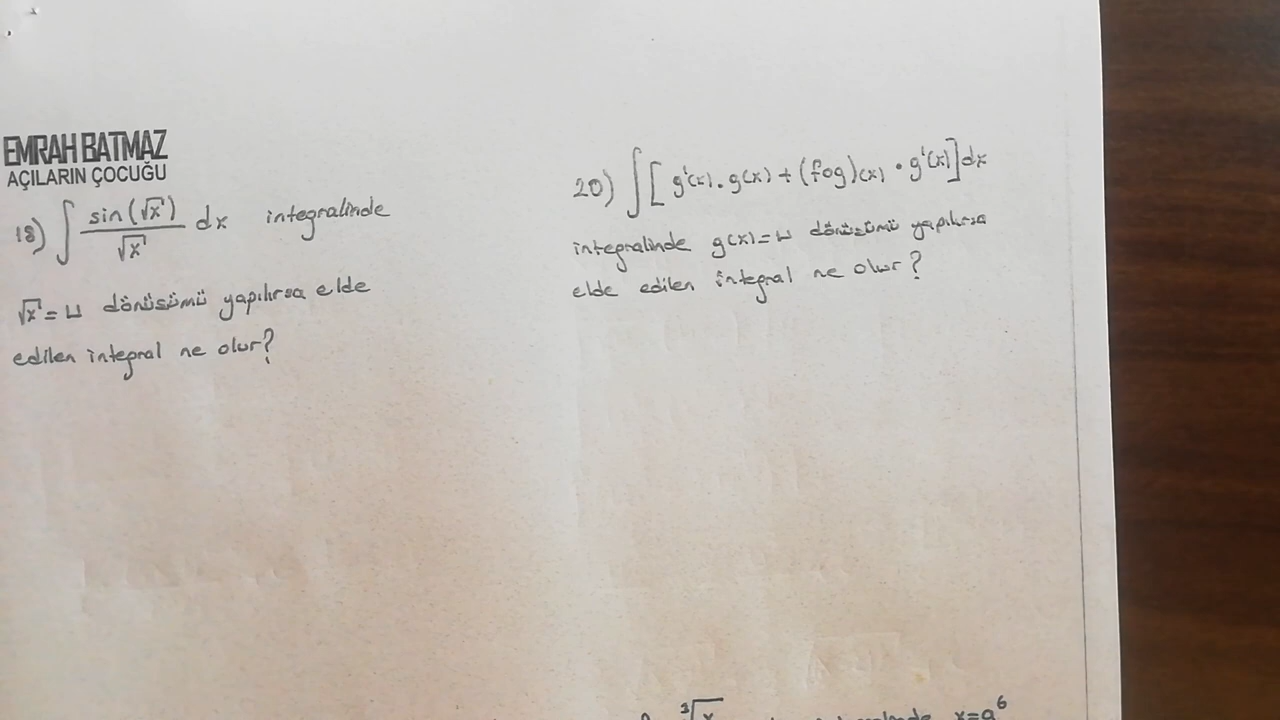 EMRAH BATMAZ
AÇILARIN ÇOCUĞU
18) ∫ sin(√x) / √x dx integralinde
√x = u dönüşümü yapılırsa elde
edilen integral ne olur?
20) ∫ [g'(x).g(x) + (fog)(x) . g'(x)] dx
integralinde g(x) = u dönüşümü yapılırsa
elde edilen integral ne olur?
x=a⁶